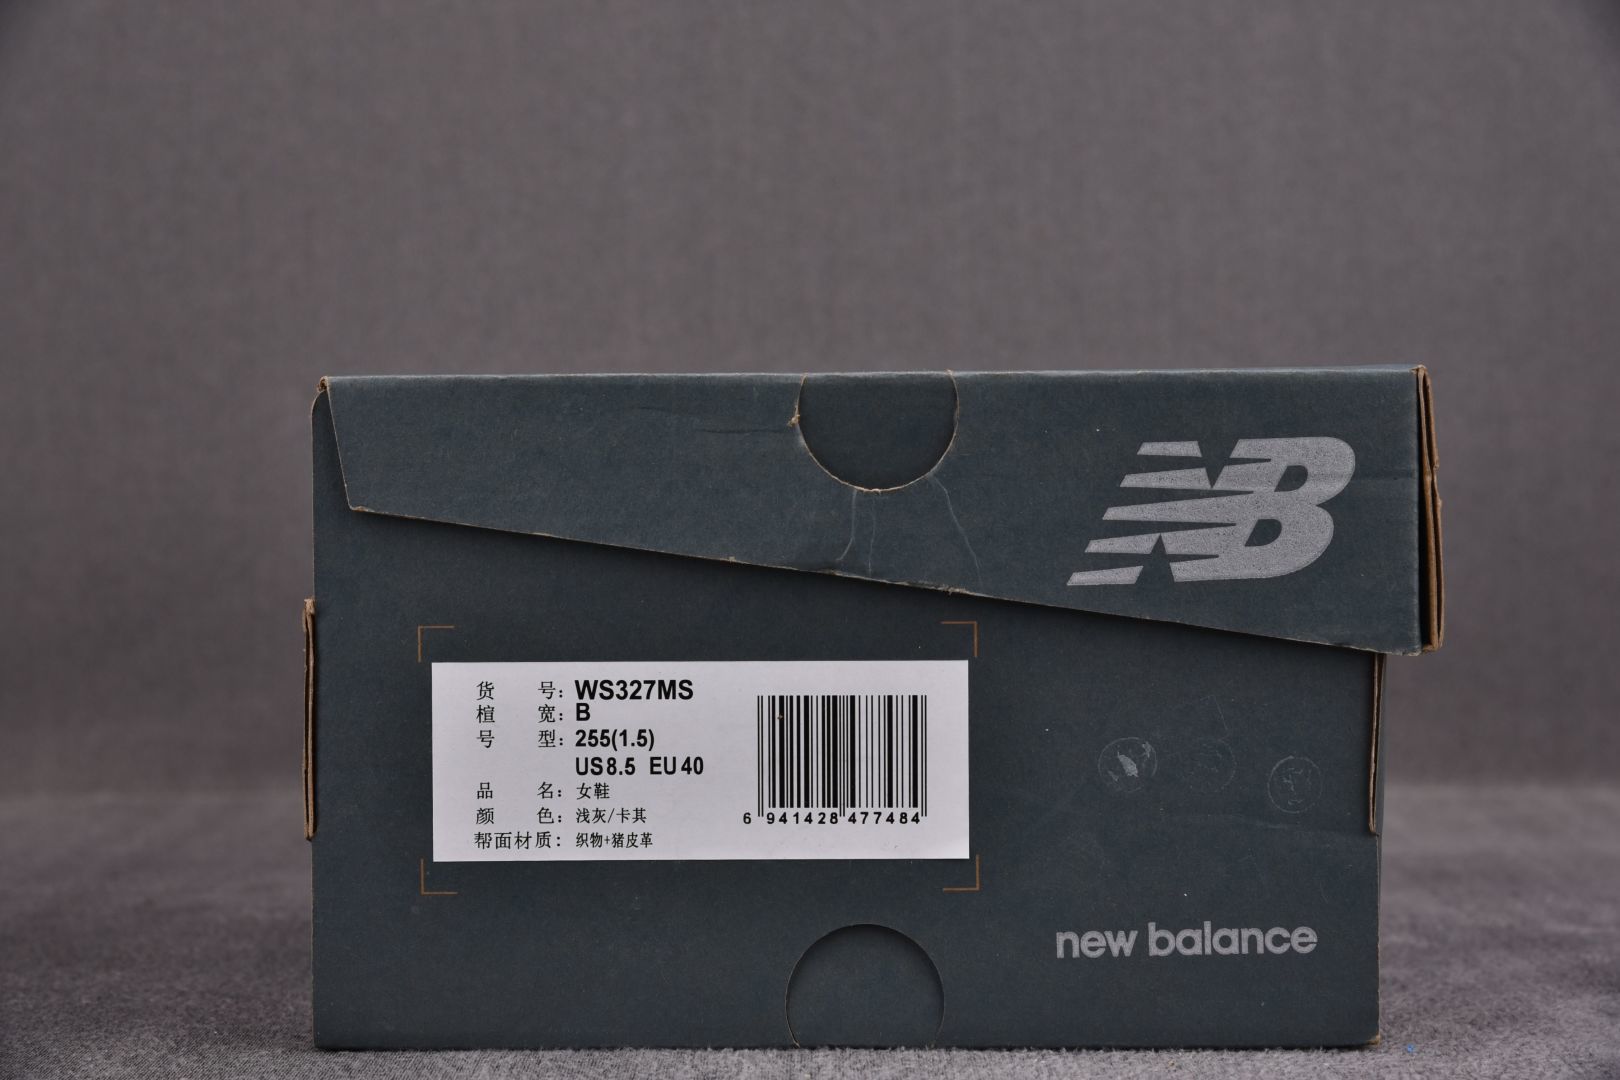 NB
货 号: WS327MS
楦 宽: B
号 型: 255(1.5)
US8.5 EU40
品 名: 女鞋
颜 色: 浅灰/卡其
帮面材质: 织物+猪皮革
6 941428 477484
new balance